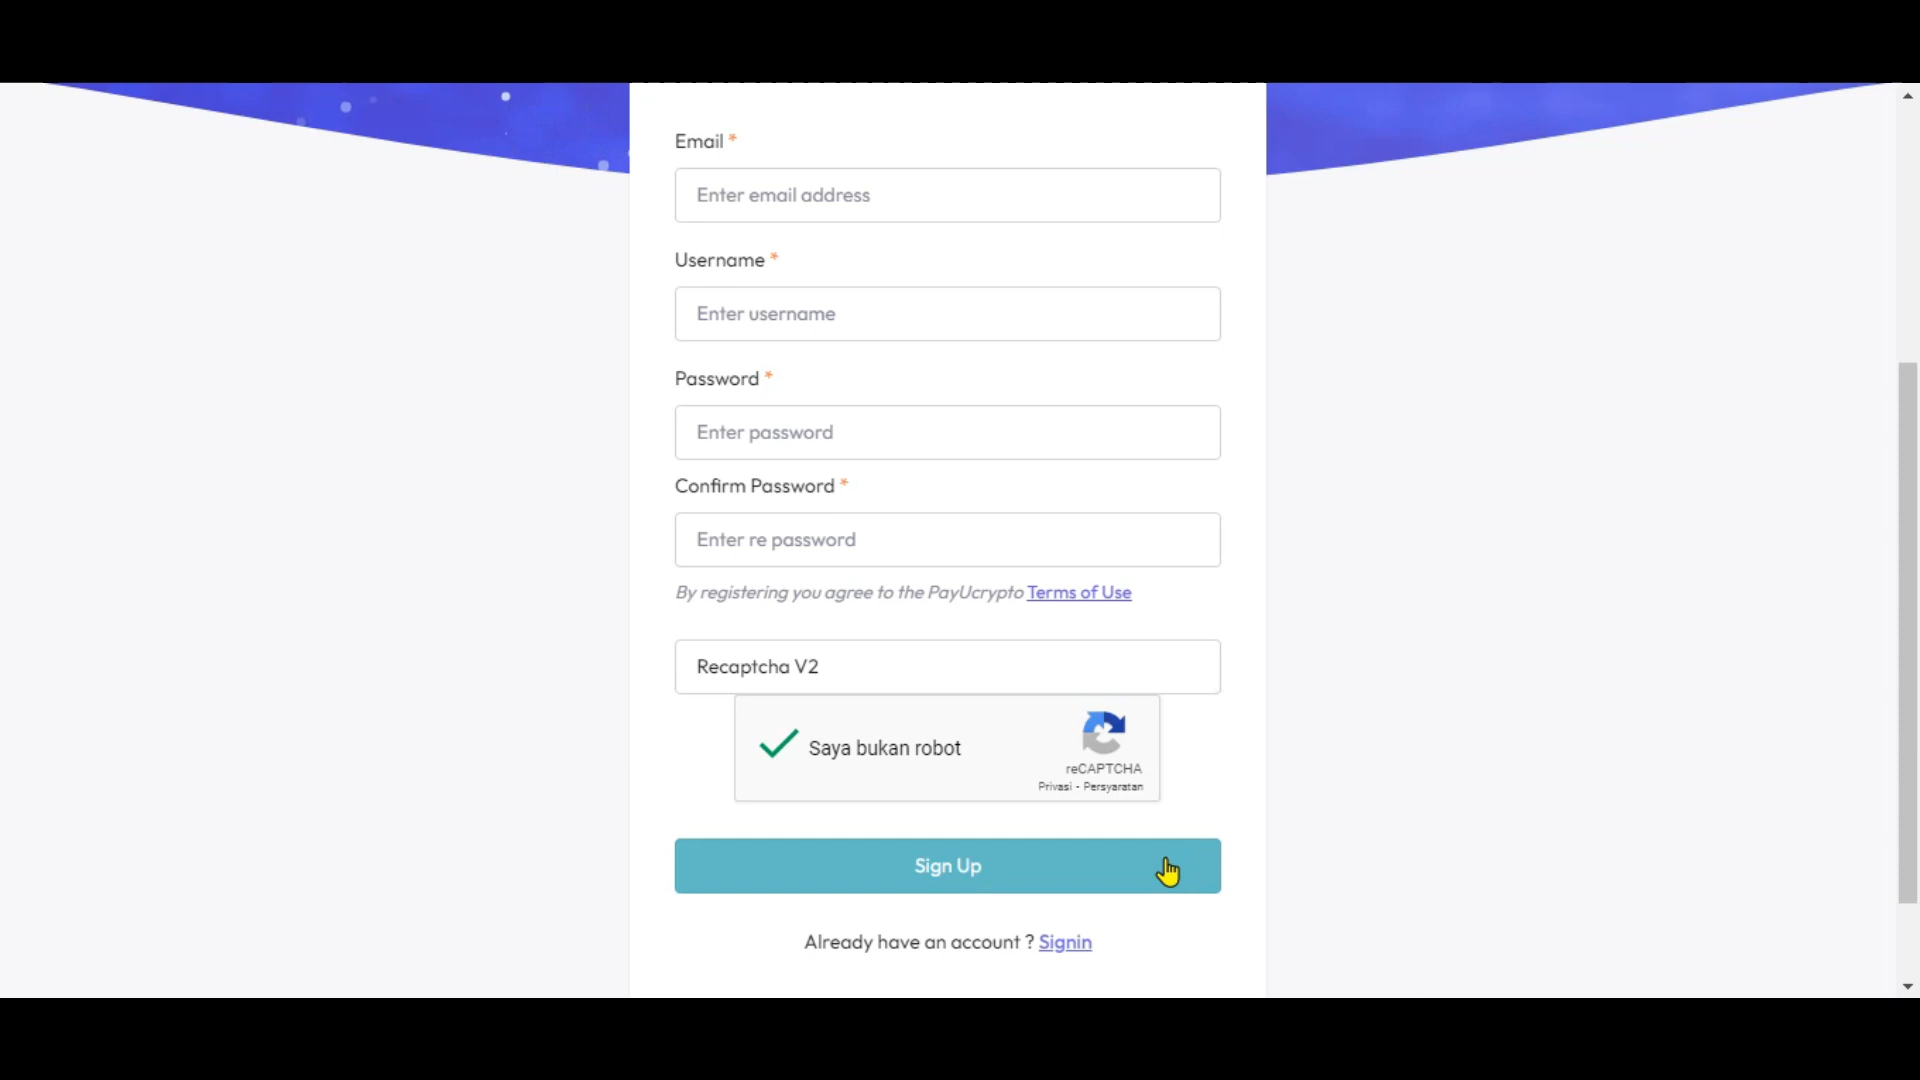 Email *
Enter email address
Username *
Enter username
Password *
Enter password
Confirm Password *
Enter re password
By registering you agree to the PayUcrypto Terms of Use
Recaptcha V2
Saya bukan robot
reCAPTCHA
Privasi - Persyaratan
Sign Up
Already have an account ? Signin